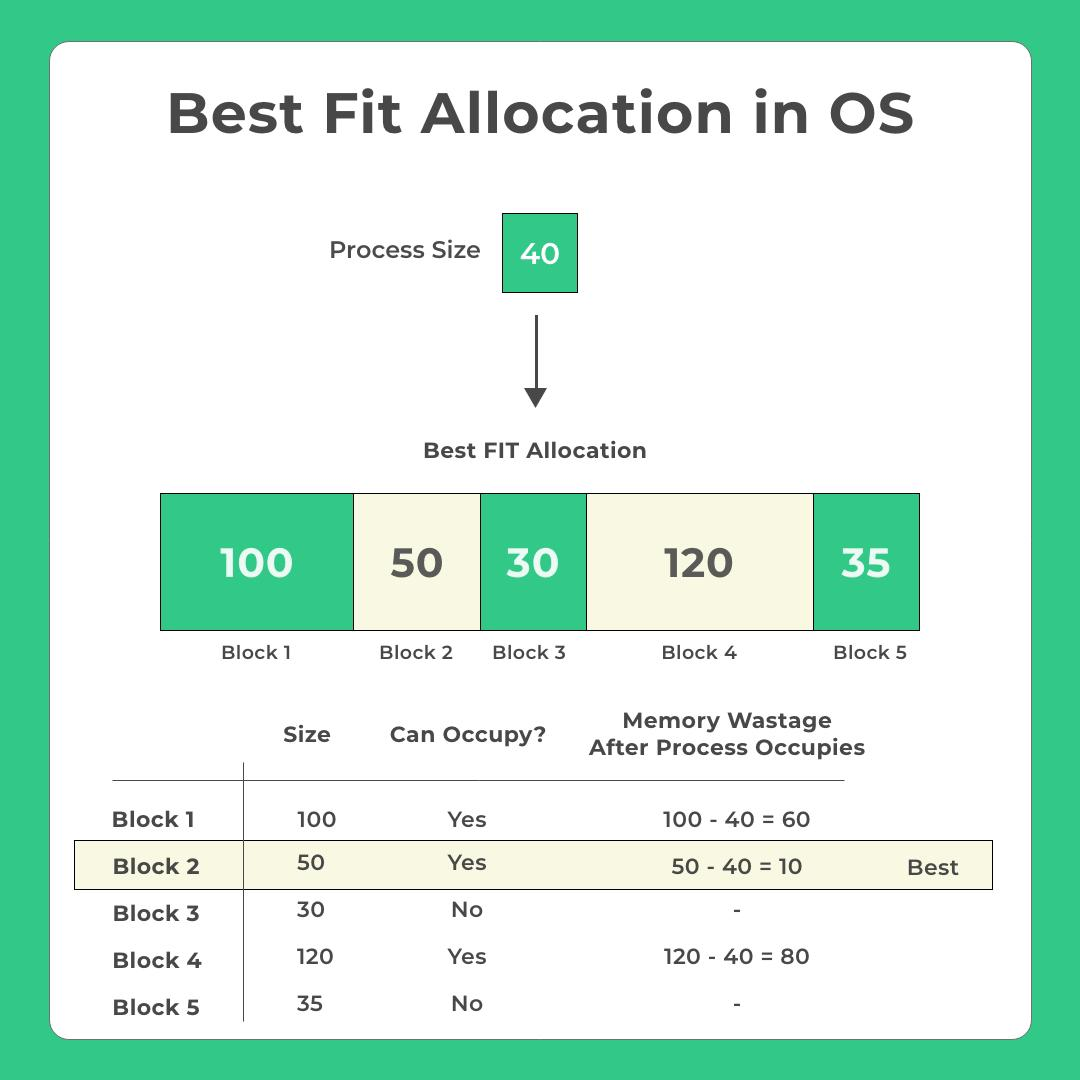 Best Fit Allocation in OS
Process Size 40
Best FIT Allocation
100 50 30 120 35
Block 1 Block 2 Block 3 Block 4 Block 5
Size Can Occupy? Memory Wastage
After Process Occupies
Block 1 100 Yes 100 - 40 = 60
Block 2 50 Yes 50 - 40 = 10 Best
Block 3 30 No -
Block 4 120 Yes 120 - 40 = 80
Block 5 35 No -